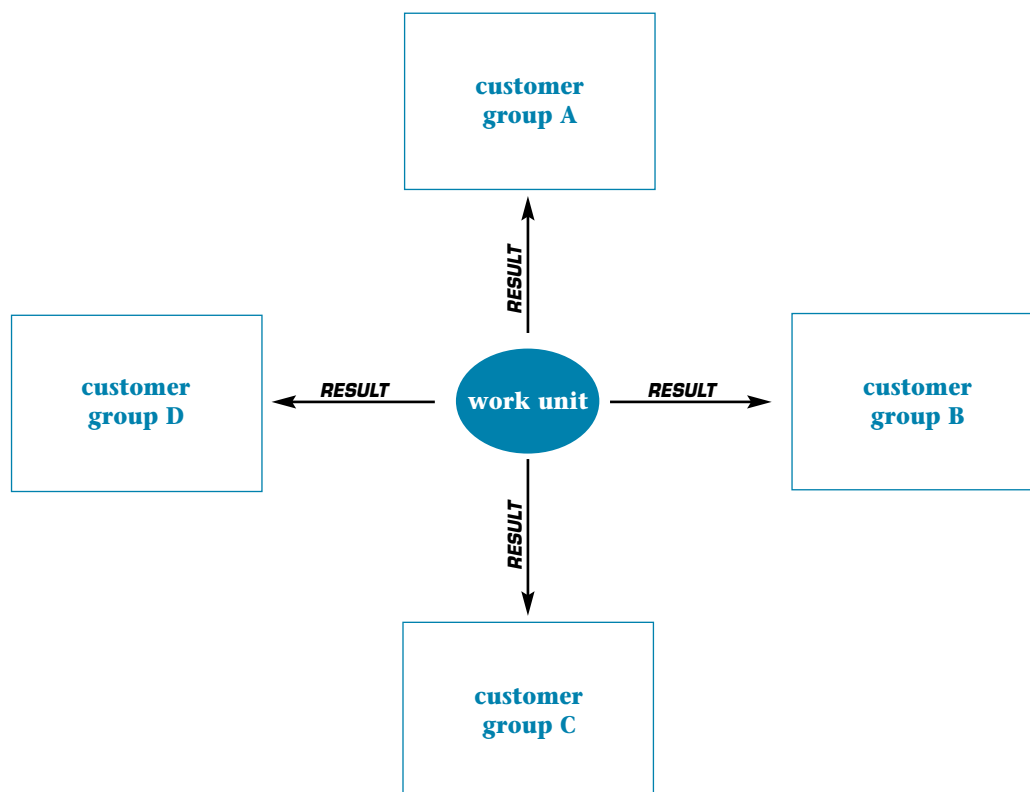 customer
group A
RESULT
customer
group D
RESULT
work unit
RESULT
customer
group B
RESULT
customer
group C